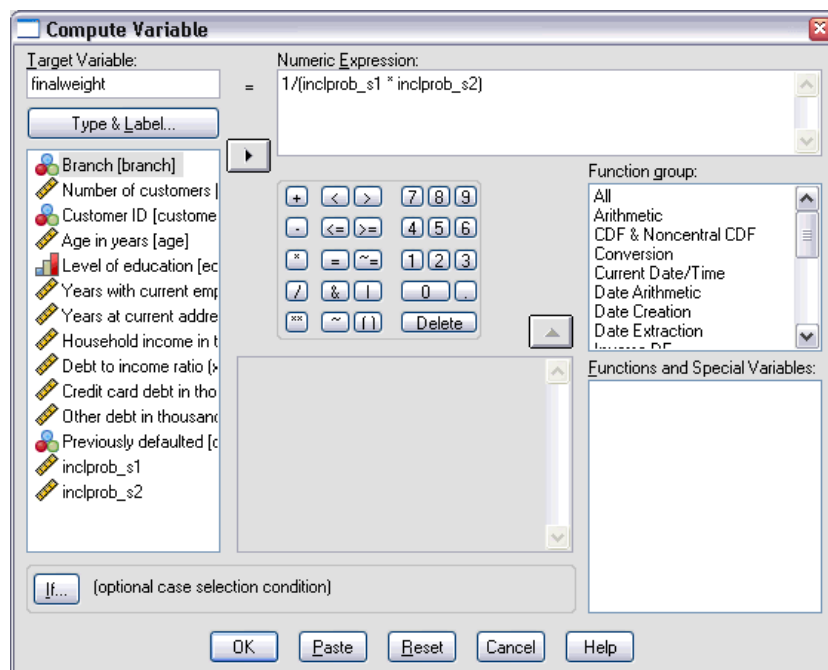 Compute Variable
Target Variable:
finalweight
=
Numeric Expression:
1/(inclprob_s1 * inclprob_s2)
Type & Label...
Branch [branch]
Number of customers [
Customer ID [custome
Age in years [age]
Level of education [ed
Years with current emp
Years at current addre
Household income in t
Debt to income ratio (x
Credit card debt in tho
Other debt in thousand
Previously defaulted [d
inclprob_s1
inclprob_s2
+ < > 7 8 9
- <= >= 4 5 6
* = ~= 1 2 3
/ & | 0 .
** ~ ( ) Delete
Function group:
All
Arithmetic
CDF & Noncentral CDF
Conversion
Current Date/Time
Date Arithmetic
Date Creation
Date Extraction
Inverse DF
Functions and Special Variables:
If... (optional case selection condition)
OK Paste Reset Cancel Help